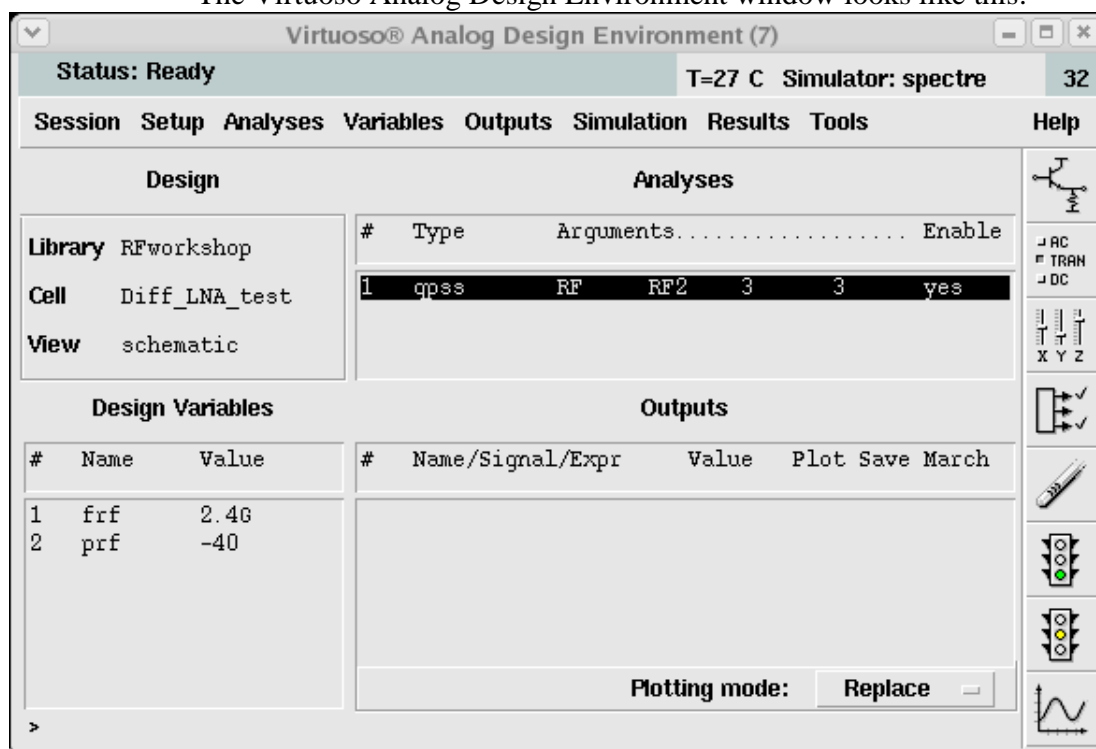 The Virtuoso Analog Design Environment window looks like this:
Virtuoso® Analog Design Environment (7)
Status: Ready
T=27 C Simulator: spectre 32
Session Setup Analyses Variables Outputs Simulation Results Tools Help
Design
Library RFworkshop
Cell Diff_LNA_test
View schematic
Analyses
# Type Arguments................... Enable
1 qpss RF RF2 3 3 yes
Design Variables
# Name Value
1 frf 2.4G
2 prf -40
Outputs
# Name/Signal/Expr Value Plot Save March
Plotting mode: Replace
>
AC
TRAN
DC
X Y Z